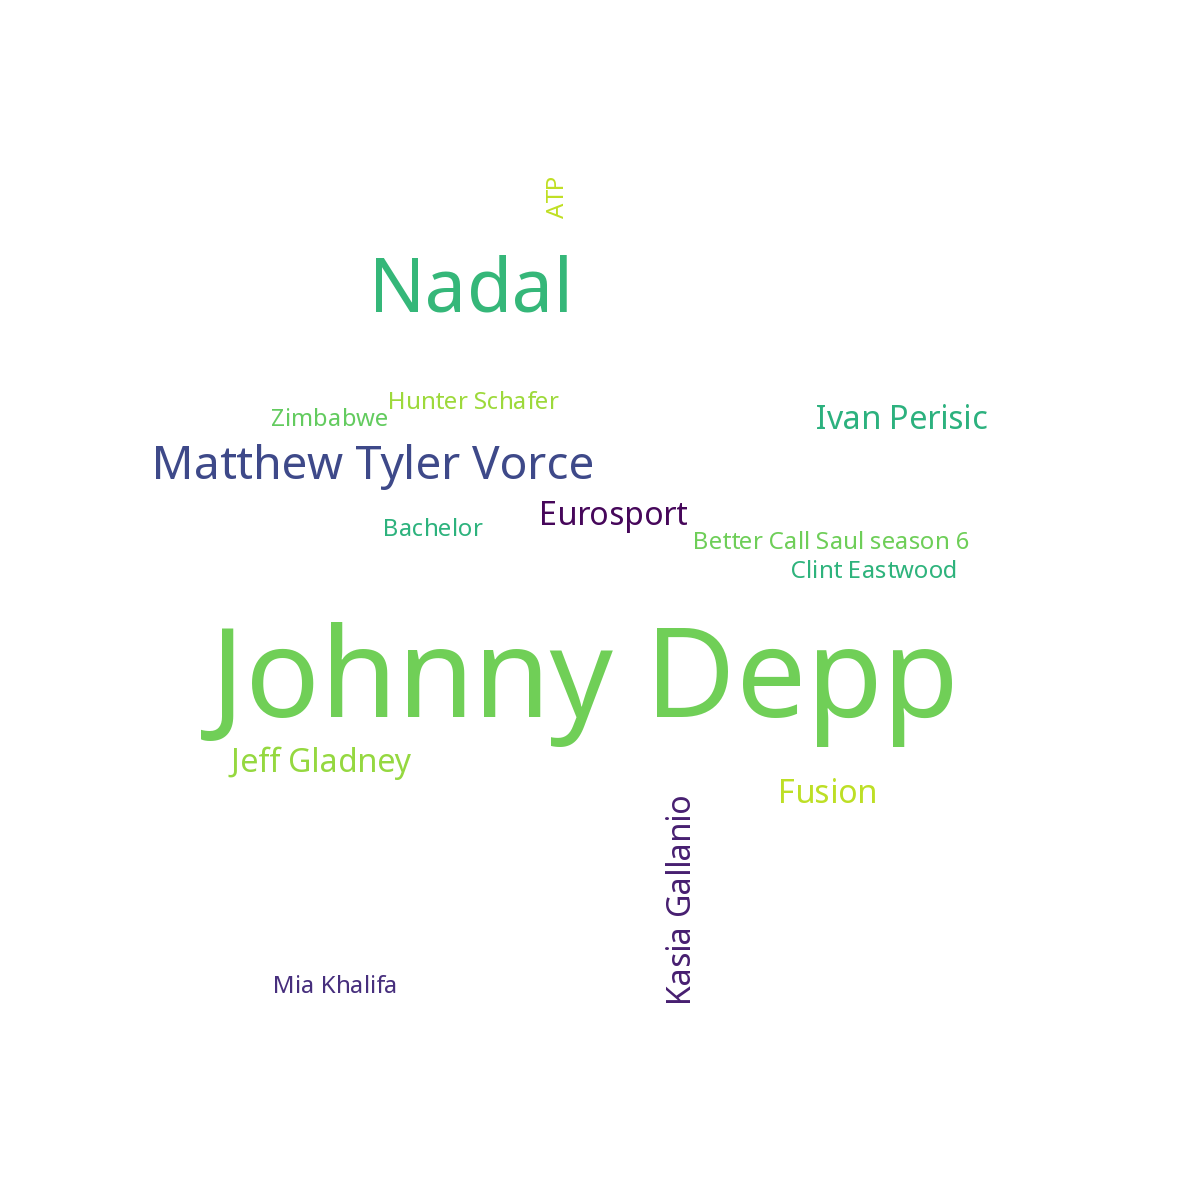 ATP
Nadal
Hunter Schafer
Zimbabwe
Ivan Perisic
Matthew Tyler Vorce
Eurosport
Bachelor
Better Call Saul season 6
Clint Eastwood
Johnny Depp
Jeff Gladney
Fusion
Kasia Gallanio
Mia Khalifa